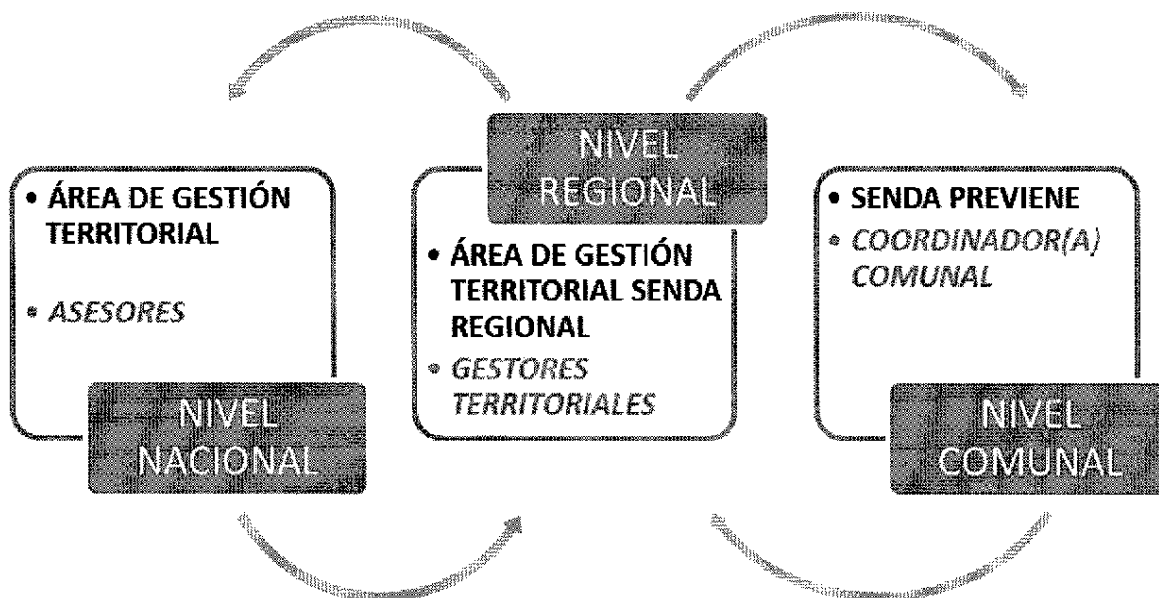 • ÁREA DE GESTIÓN
TERRITORIAL
• ASESORES
NIVEL
NACIONAL
NIVEL
REGIONAL
• ÁREA DE GESTIÓN
TERRITORIAL SENDA
REGIONAL
• GESTORES
TERRITORIALES
• SENDA PREVIENE
• COORDINADOR(A)
COMUNAL
NIVEL
COMUNAL